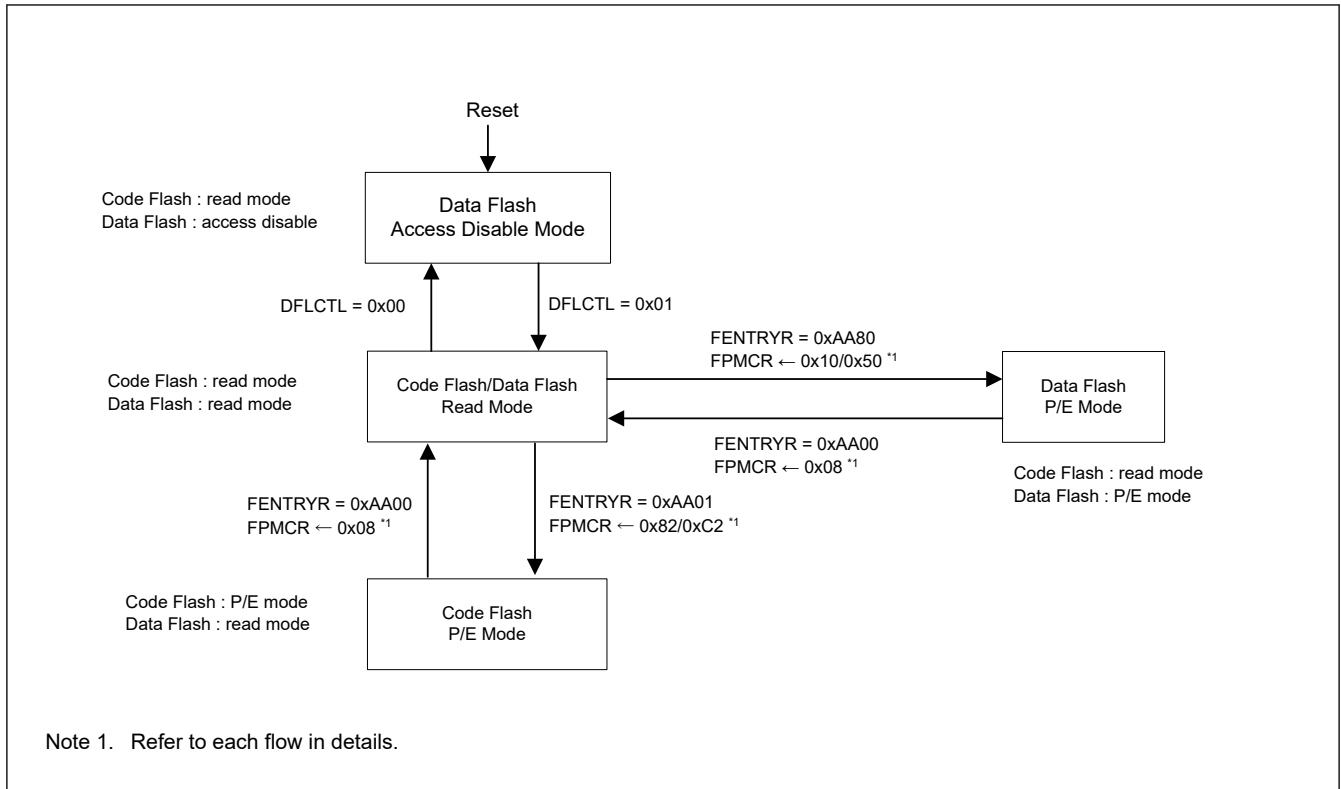 Reset
Code Flash : read mode
Data Flash : access disable
Data Flash
Access Disable Mode
DFLCTL = 0x00
DFLCTL = 0x01
FENTRYR = 0xAA80
FPMCR ← 0x10/0x50 *1
Code Flash : read mode
Data Flash : read mode
Code Flash/Data Flash
Read Mode
Data Flash
P/E Mode
FENTRYR = 0xAA00
FPMCR ← 0x08 *1
Code Flash : read mode
Data Flash : P/E mode
FENTRYR = 0xAA00
FPMCR ← 0x08 *1
FENTRYR = 0xAA01
FPMCR ← 0x82/0xC2 *1
Code Flash : P/E mode
Data Flash : read mode
Code Flash
P/E Mode
Note 1. Refer to each flow in details.